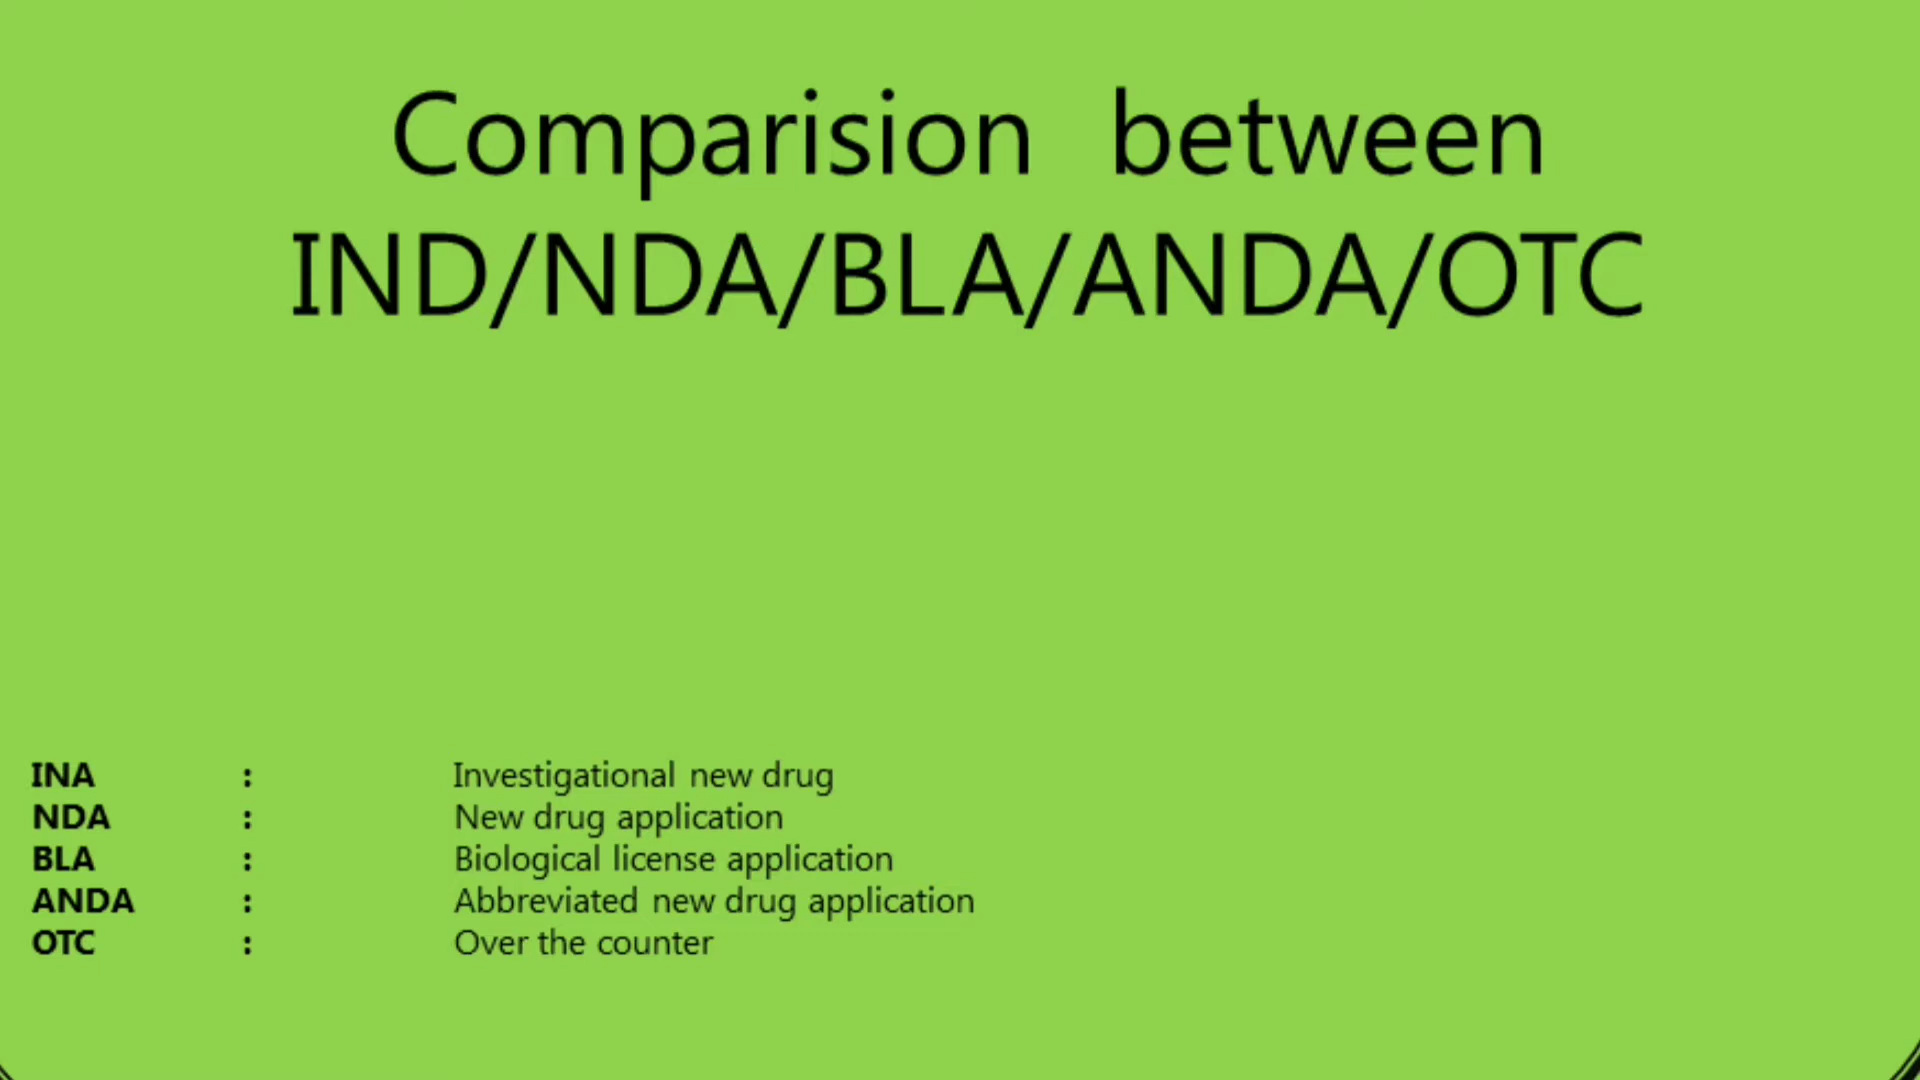 Comparision between
IND/NDA/BLA/ANDA/OTC
INA : Investigational new drug
NDA : New drug application
BLA : Biological license application
ANDA : Abbreviated new drug application
OTC : Over the counter